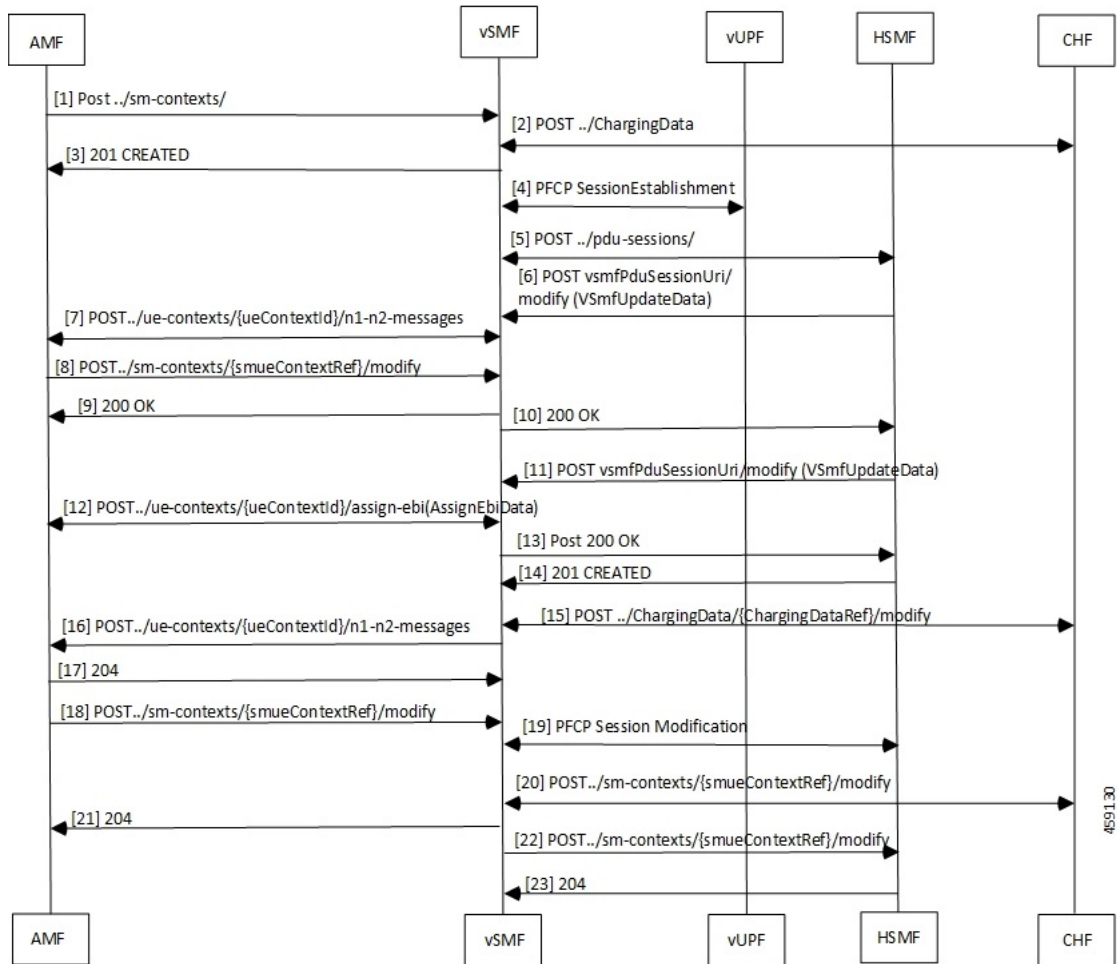 AMF
vSMF
vUPF
HSMF
CHF
[1] Post ../sm-contexts/
[2] POST ../ChargingData
[3] 201 CREATED
[4] PFCP SessionEstablishment
[5] POST ../pdu-sessions/
[6] POST vsmfPduSessionUri/
modify (VSmfUpdateData)
[7] POST../ue-contexts/{ueContextId}/n1-n2-messages
[8] POST../sm-contexts/{smueContextRef}/modify
[9] 200 OK
[10] 200 OK
[11] POST vsmfPduSessionUri/modify (VSmfUpdateData)
[12] POST../ue-contexts/{ueContextId}/assign-ebi(AssignEbiData)
[13] Post 200 OK
[14] 201 CREATED
[15] POST ../ChargingData/{ChargingDataRef}/modify
[16] POST../ue-contexts/{ueContextId}/n1-n2-messages
[17] 204
[18] POST../sm-contexts/{smueContextRef}/modify
[19] PFCP Session Modification
[20] POST../sm-contexts/{smueContextRef}/modify
[21] 204
[22] POST../sm-contexts/{smueContextRef}/modify
[23] 204
459130
AMF
vSMF
vUPF
HSMF
CHF